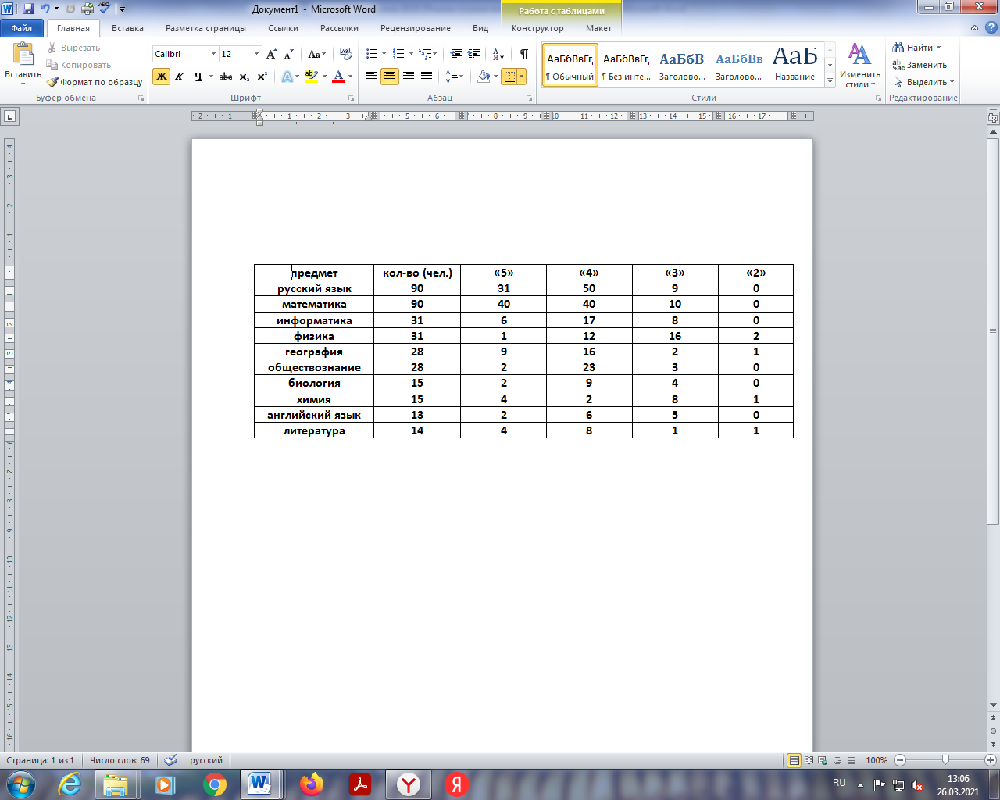 Документ1 - Microsoft Word
Работа с таблицами
Файл Главная Вставка Разметка страницы Ссылки Рассылки Рецензирование Вид Конструктор Макет
Вставить
Вырезать
Копировать
Формат по образцу
Буфер обмена
Calibri 12
Шрифт
Абзац
АаБбВвГг, АаБбВвГг, АаБбВ АаБбВв АаБ
¶ Обычный ¶ Без инте... Заголово... Заголово... Название
Изменить стили
Стили
Найти
Заменить
Выделить
Редактирование
предмет кол-во (чел.) «5» «4» «3» «2»
русский язык 90 31 50 9 0
математика 90 40 40 10 0
информатика 31 6 17 8 0
физика 31 1 12 16 2
география 28 9 16 2 1
обществознание 28 2 23 3 0
биология 15 2 9 4 0
химия 15 4 2 8 1
английский язык 13 2 6 5 0
литература 14 4 8 1 1
Страница: 1 из 1 Число слов: 69 русский 100%
RU 13:06
26.03.2021